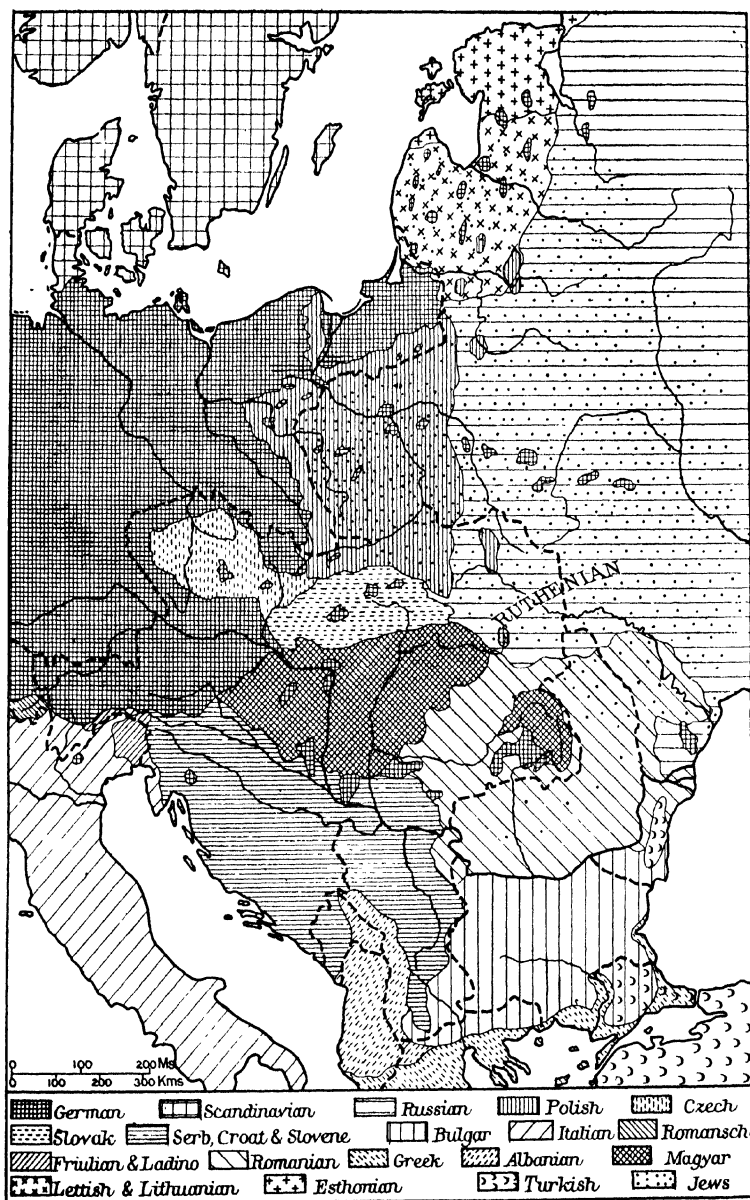 RUTHENIAN
0 100 200 Ms
0 100 200 300 Kms
German Scandinavian Russian Polish Czech
Slovak Serb, Croat & Slovene Bulgar Italian Romansch
Friulian & Ladino Romanian Greek Albanian Magyar
Lettish & Lithuanian Esthonian Turkish Jews